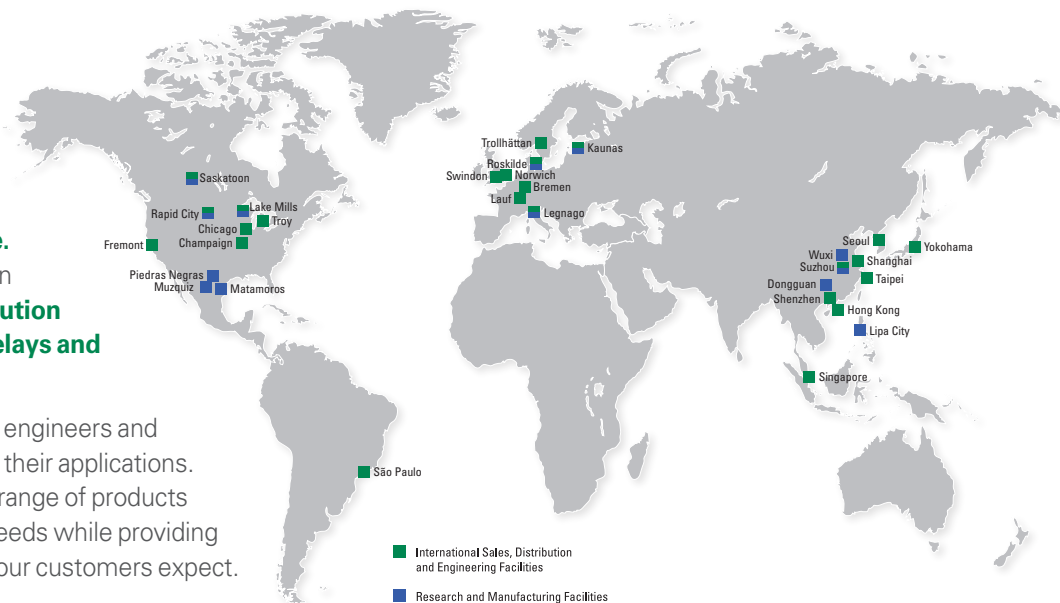 e.
n
ution
elays and
engineers and
their applications.
range of products
eeds while providing
our customers expect.
Saskatoon
Rapid City
Lake Mills
Troy
Chicago
Champaign
Fremont
Piedras Negras
Muzquiz
Matamoros
São Paulo
Trollhättan
Kaunas
Roskilde
Swindon
Norwich
Bremen
Lauf
Legnago
Seoul
Yokohama
Wuxi
Shanghai
Suzhou
Taipei
Dongguan
Shenzhen
Hong Kong
Lipa City
Singapore
International Sales, Distribution
and Engineering Facilities
Research and Manufacturing Facilities